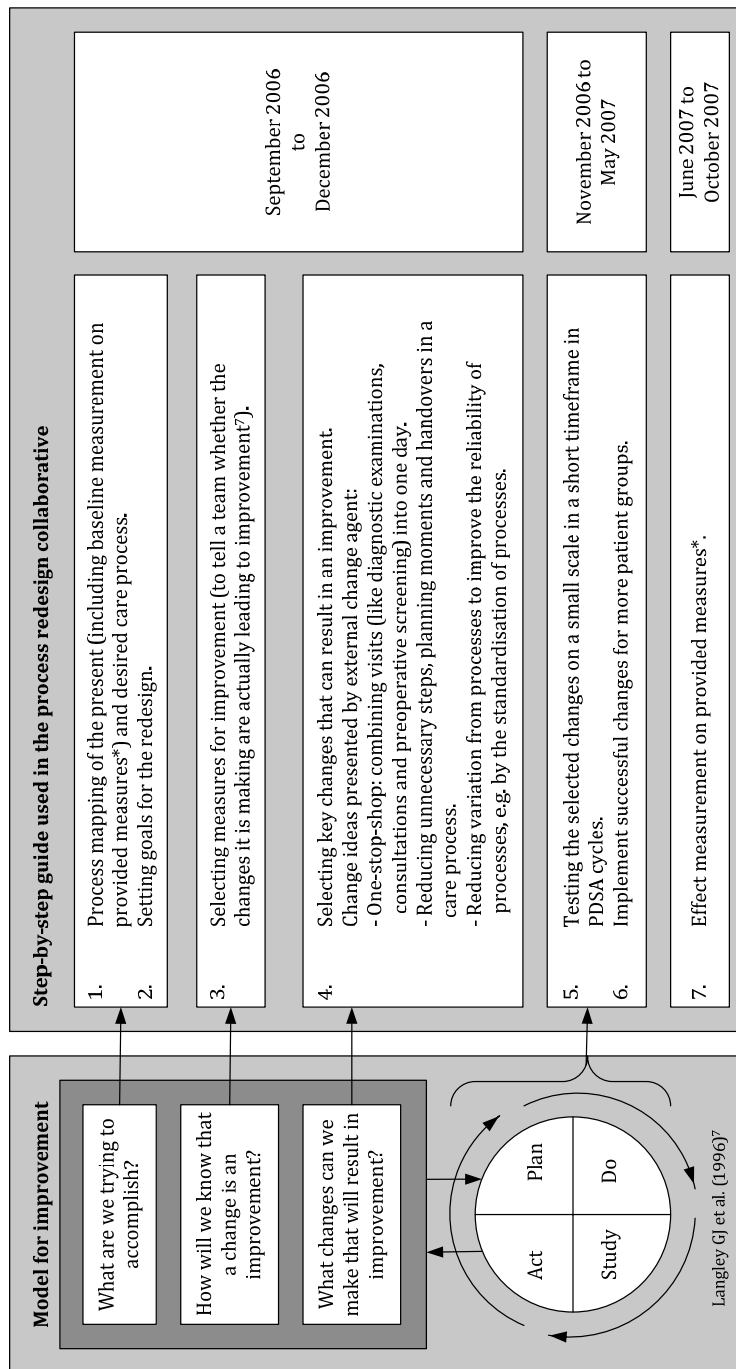 Model for improvement
What are we trying to
accomplish?
How will we know that
a change is an
improvement?
What changes can we
make that will result in
improvement?
Act
Plan
Study
Do
Langley GJ et al. (1996)⁷
Step-by-step guide used in the process redesign collaborative
1. Process mapping of the present (including baseline measurement on
provided measures*) and desired care process.
2. Setting goals for the redesign.
3. Selecting measures for improvement (to tell a team whether the
changes it is making are actually leading to improvement⁷).
4. Selecting key changes that can result in an improvement.
Change ideas presented by external change agent:
- One-stop-shop: combining visits (like diagnostic examinations,
consultations and preoperative screening) into one day.
- Reducing unnecessary steps, planning moments and handovers in a
care process.
- Reducing variation from processes to improve the reliability of
processes, e.g. by the standardisation of processes.
September 2006
to
December 2006
5. Testing the selected changes on a small scale in a short timeframe in
PDSA cycles.
6. Implement successful changes for more patient groups.
November 2006 to
May 2007
7. Effect measurement on provided measures*.
June 2007 to
October 2007